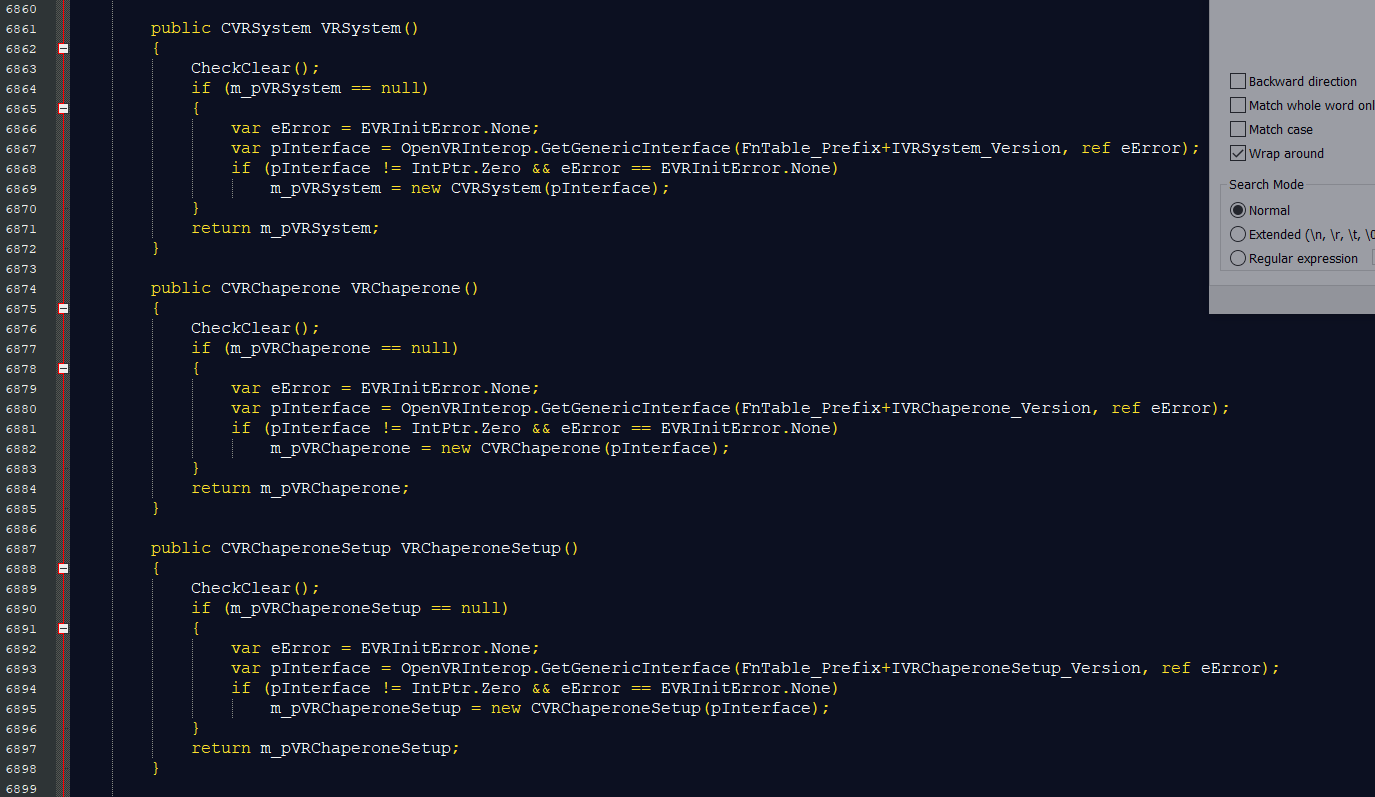 6860
6861 public CVRSystem VRSystem()
6862 {
6863 CheckClear();
6864 if (m_pVRSystem == null)
6865 {
6866 var eError = EVRInitError.None;
6867 var pInterface = OpenVRInterop.GetGenericInterface(FnTable_Prefix+IVRSystem_Version, ref eError);
6868 if (pInterface != IntPtr.Zero && eError == EVRInitError.None)
6869 m_pVRSystem = new CVRSystem(pInterface);
6870 }
6871 return m_pVRSystem;
6872 }
6873
6874 public CVRChaperone VRChaperone()
6875 {
6876 CheckClear();
6877 if (m_pVRChaperone == null)
6878 {
6879 var eError = EVRInitError.None;
6880 var pInterface = OpenVRInterop.GetGenericInterface(FnTable_Prefix+IVRChaperone_Version, ref eError);
6881 if (pInterface != IntPtr.Zero && eError == EVRInitError.None)
6882 m_pVRChaperone = new CVRChaperone(pInterface);
6883 }
6884 return m_pVRChaperone;
6885 }
6886
6887 public CVRChaperoneSetup VRChaperoneSetup()
6888 {
6889 CheckClear();
6890 if (m_pVRChaperoneSetup == null)
6891 {
6892 var eError = EVRInitError.None;
6893 var pInterface = OpenVRInterop.GetGenericInterface(FnTable_Prefix+IVRChaperoneSetup_Version, ref eError);
6894 if (pInterface != IntPtr.Zero && eError == EVRInitError.None)
6895 m_pVRChaperoneSetup = new CVRChaperoneSetup(pInterface);
6896 }
6897 return m_pVRChaperoneSetup;
6898 }
6899
Backward direction
Match whole word onl
Match case
Wrap around
Search Mode
Normal
Extended (\n, \r, \t, \0
Regular expression